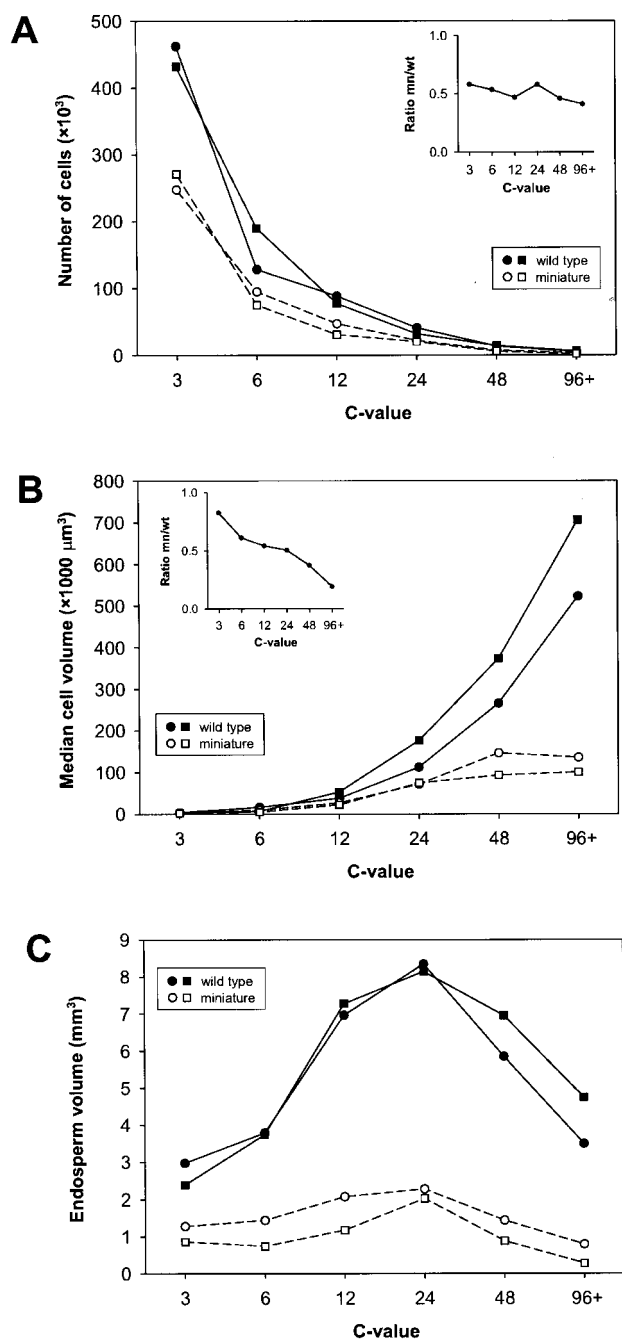 A
500
400
300
200
100
0
Number of cells (×10³)
3 6 12 24 48 96+
C-value
1.0
0.5
0.0
Ratio mn/wt
3 6 12 24 48 96+
C-value
wild type
miniature
B
800
700
600
500
400
300
200
100
0
Median cell volume (×1000 µm³)
3 6 12 24 48 96+
C-value
1.0
0.5
0.0
Ratio mn/wt
3 6 12 24 48 96+
C-value
wild type
miniature
C
9
8
7
6
5
4
3
2
1
0
Endosperm volume (mm³)
3 6 12 24 48 96+
C-value
wild type
miniature